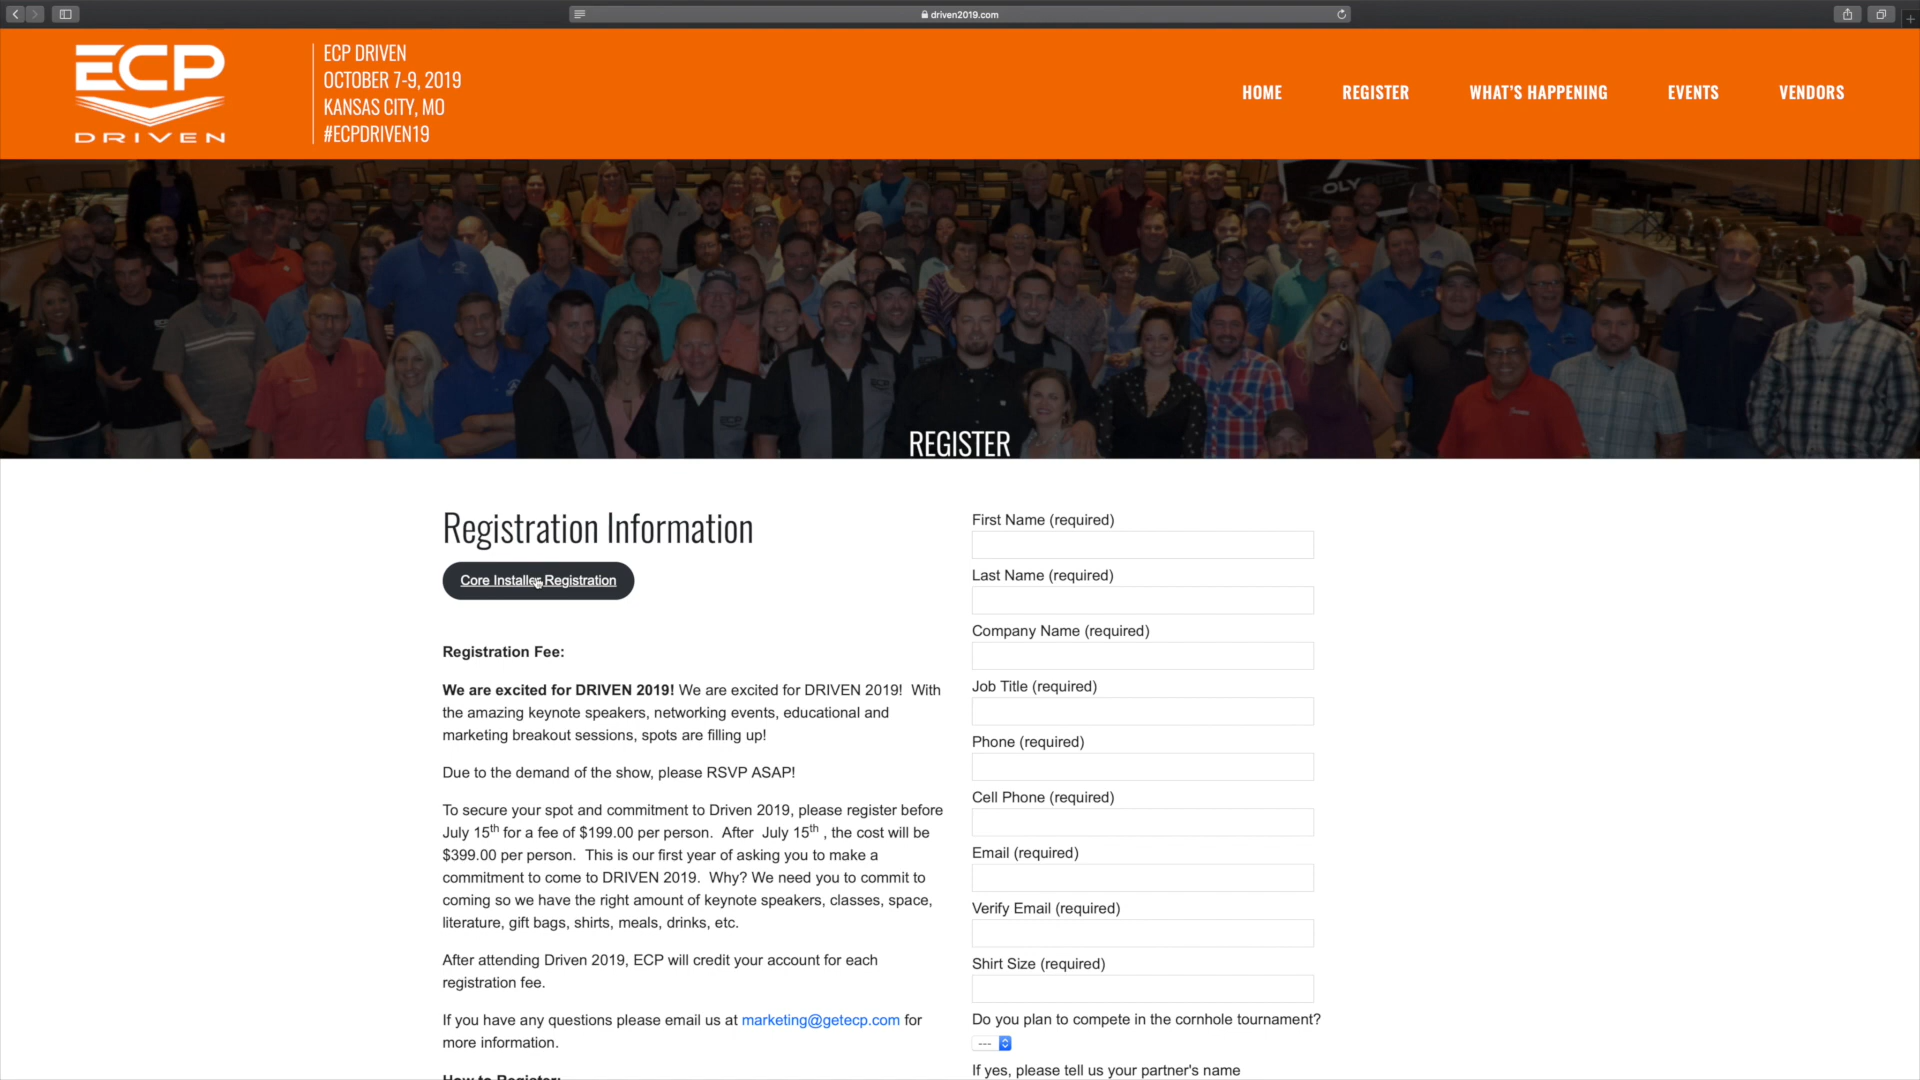 driven2019.com
ECP
DRIVEN
ECP DRIVEN
OCTOBER 7-9, 2019
KANSAS CITY, MO
#ECPDRIVEN19
HOME
REGISTER
WHAT'S HAPPENING
EVENTS
VENDORS
OLY
ECP
REGISTER
Registration Information
Core Installer Registration
Registration Fee:
We are excited for DRIVEN 2019! We are excited for DRIVEN 2019! With
the amazing keynote speakers, networking events, educational and
marketing breakout sessions, spots are filling up!
Due to the demand of the show, please RSVP ASAP!
To secure your spot and commitment to Driven 2019, please register before
July 15th for a fee of $199.00 per person. After July 15th , the cost will be
$399.00 per person. This is our first year of asking you to make a
commitment to come to DRIVEN 2019. Why? We need you to commit to
coming so we have the right amount of keynote speakers, classes, space,
literature, gift bags, shirts, meals, drinks, etc.
After attending Driven 2019, ECP will credit your account for each
registration fee.
If you have any questions please email us at marketing@getecp.com for
more information.
How to Register:
First Name (required)
Last Name (required)
Company Name (required)
Job Title (required)
Phone (required)
Cell Phone (required)
Email (required)
Verify Email (required)
Shirt Size (required)
Do you plan to compete in the cornhole tournament?
---
If yes, please tell us your partner's name